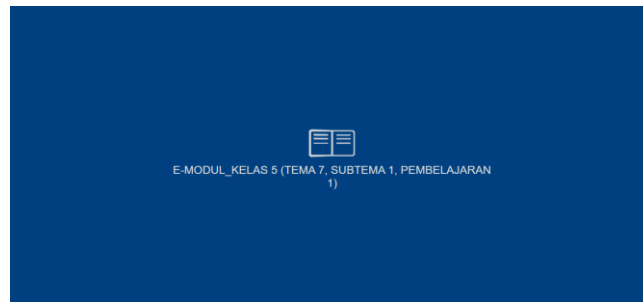 E-MODUL_KELAS 5 (TEMA 7, SUBTEMA 1, PEMBELAJARAN
1)